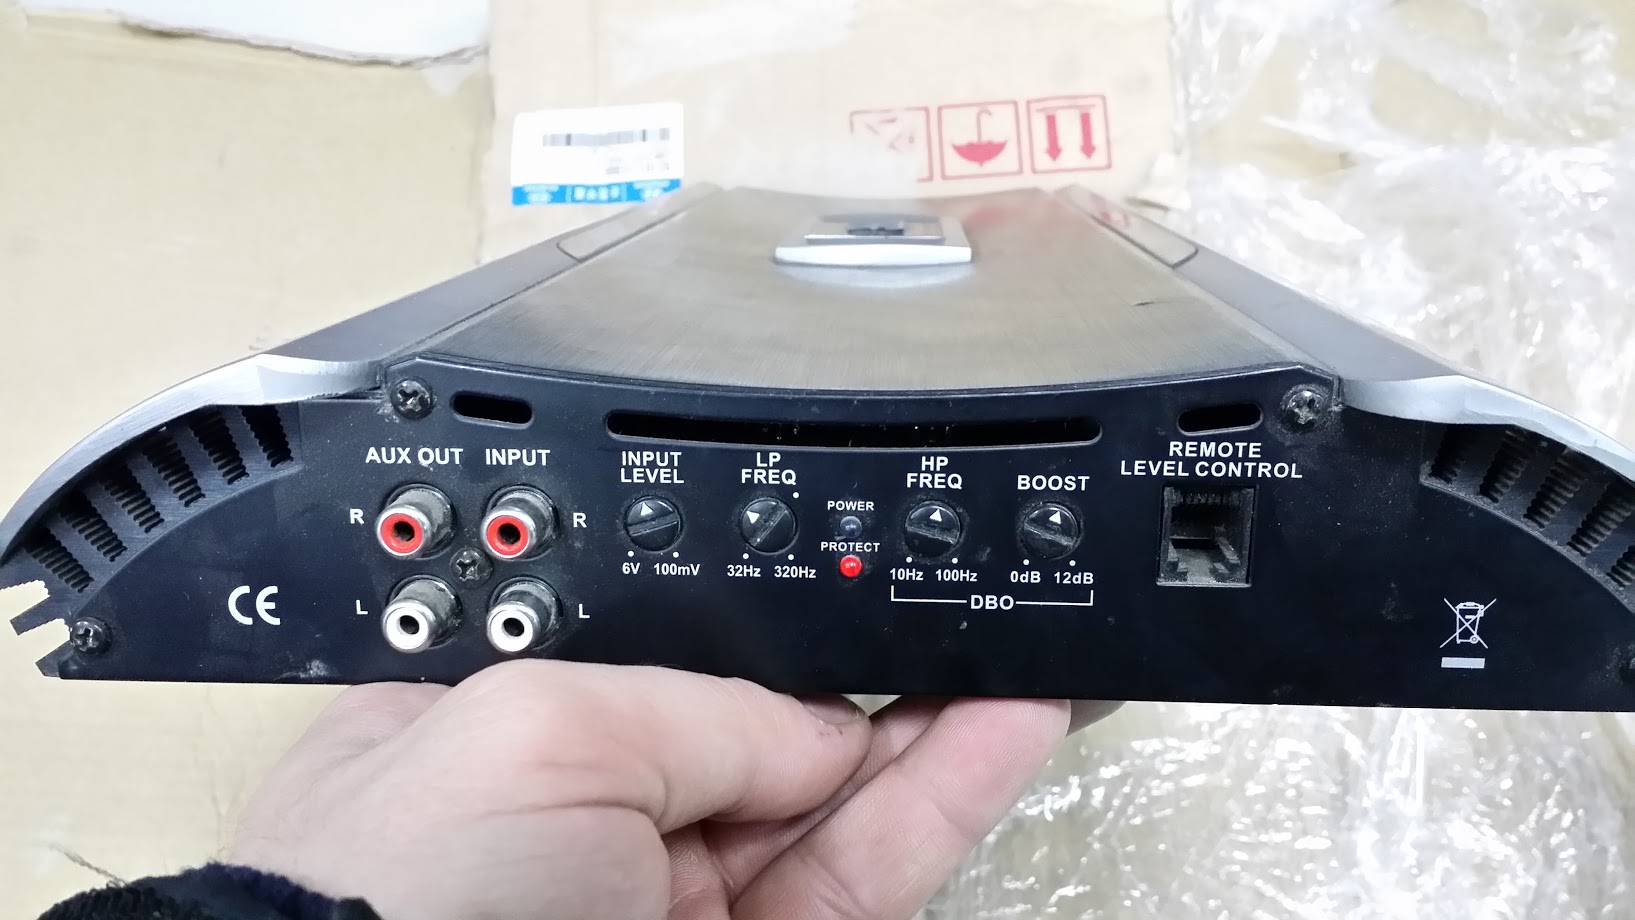 AUX OUT
INPUT
INPUT
LEVEL
LP
FREQ
HP
FREQ
BOOST
REMOTE
LEVEL CONTROL
R
R
POWER
PROTECT
6V
100mV
32Hz
320Hz
10Hz
100Hz
0dB
12dB
DBO
L
L
CE